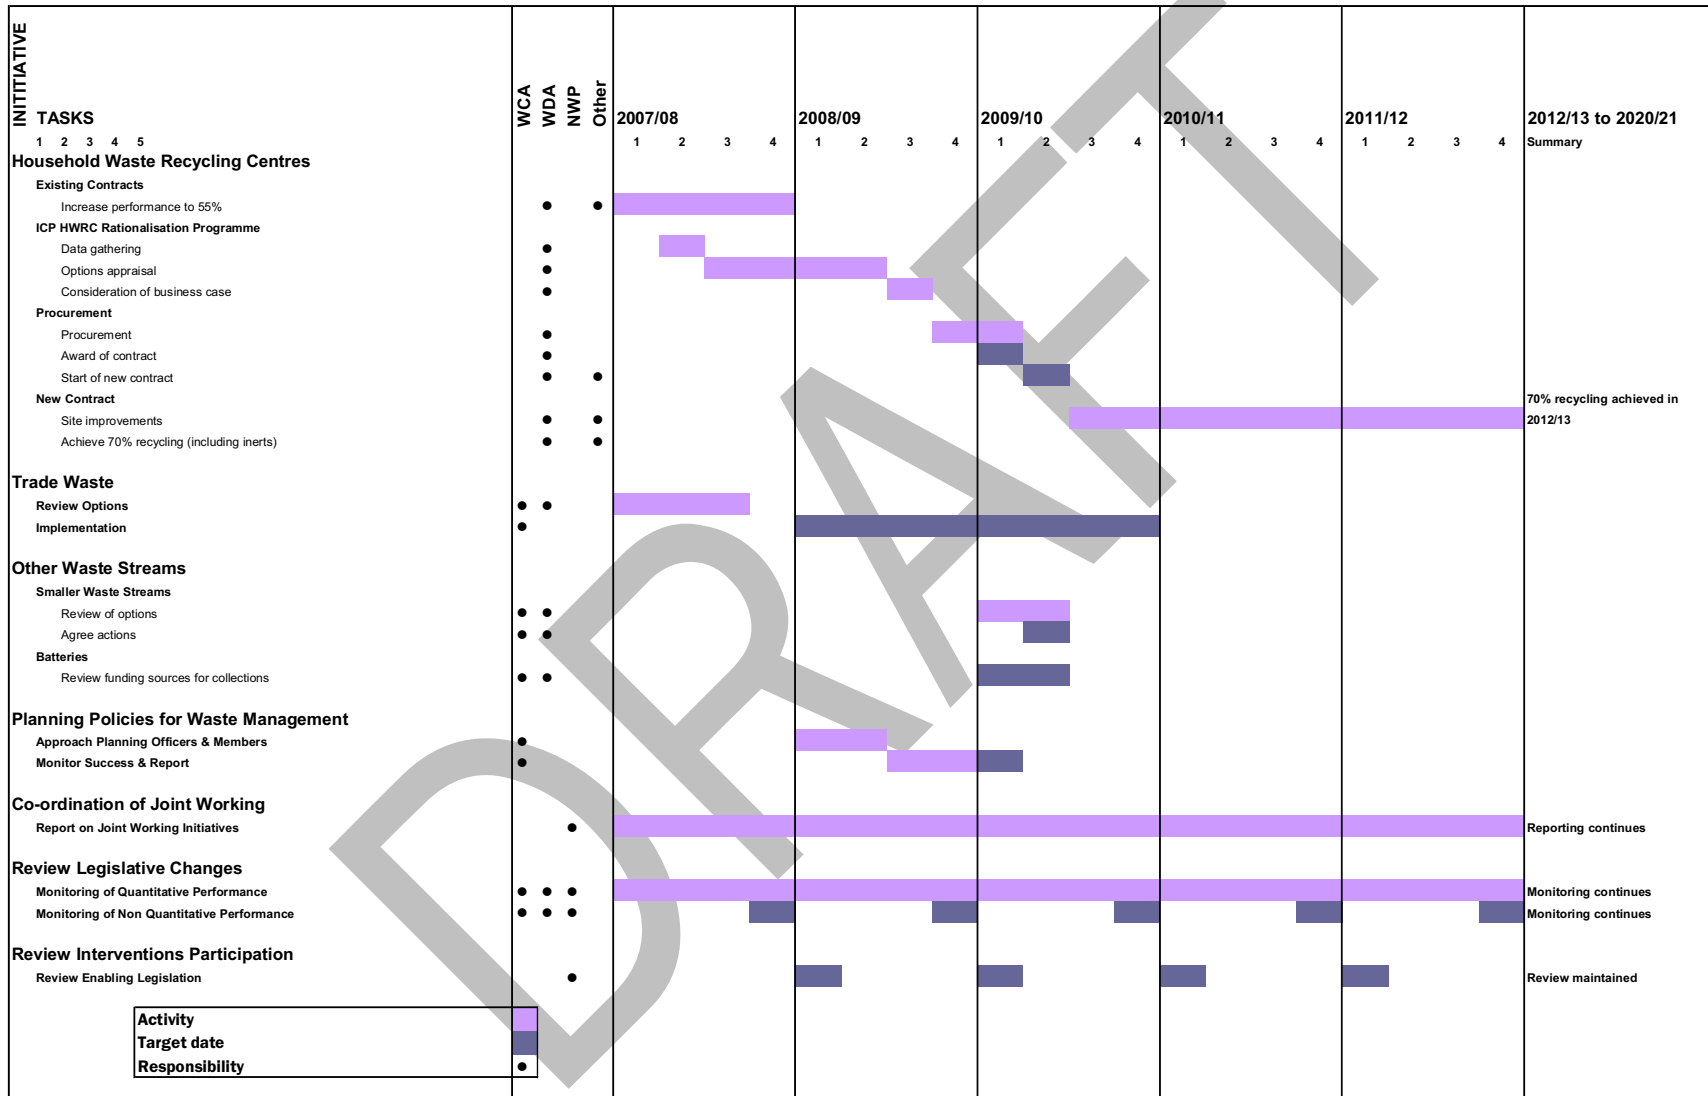 INITITIATIVE
TASKS
WCA
WDA
NWP
Other
2007/08 2008/09 2009/10 2010/11 2011/12 2012/13 to 2020/21
1 2 3 4 5 1 2 3 4 1 2 3 4 1 2 3 4 1 2 3 4 1 2 3 4 Summary
Household Waste Recycling Centres
Existing Contracts
Increase performance to 55%
ICP HWRC Rationalisation Programme
Data gathering
Options appraisal
Consideration of business case
Procurement
Procurement
Award of contract
Start of new contract
New Contract 70% recycling achieved in
Site improvements 2012/13
Achieve 70% recycling (including inerts)
Trade Waste
Review Options
Implementation
Other Waste Streams
Smaller Waste Streams
Review of options
Agree actions
Batteries
Review funding sources for collections
Planning Policies for Waste Management
Approach Planning Officers & Members
Monitor Success & Report
Co-ordination of Joint Working
Report on Joint Working Initiatives Reporting continues
Review Legislative Changes
Monitoring of Quantitative Performance Monitoring continues
Monitoring of Non Quantitative Performance Monitoring continues
Review Interventions Participation
Review Enabling Legislation Review maintained
Activity
Target date
Responsibility
DRAFT